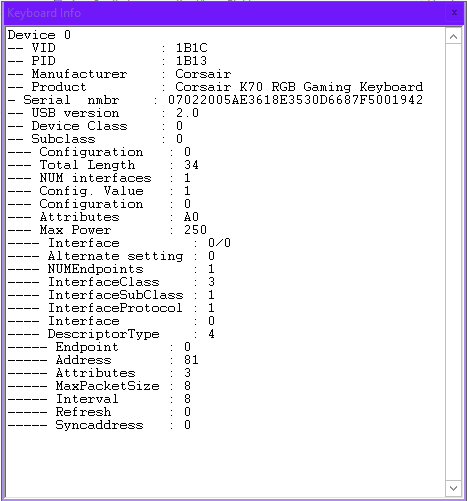 Keyboard Info x
Device 0
-- VID : 1B1C
-- PID : 1B13
-- Manufacturer : Corsair
-- Product : Corsair K70 RGB Gaming Keyboard
- Serial nmbr : 07022005AE3618E3530D6687F5001942
-- USB version : 2.0
-- Device Class : 0
-- Subclass : 0
--- Configuration : 0
--- Total Length : 34
--- NUM interfaces : 1
--- Config. Value : 1
--- Configuration : 0
--- Attributes : A0
--- Max Power : 250
---- Interface : 0/0
---- Alternate setting : 0
---- NUMEndpoints : 1
---- InterfaceClass : 3
---- InterfaceSubClass : 1
---- InterfaceProtocol : 1
---- Interface : 0
---- DescriptorType : 4
----- Endpoint : 0
----- Address : 81
----- Attributes : 3
----- MaxPacketSize : 8
----- Interval : 8
----- Refresh : 0
----- Syncaddress : 0